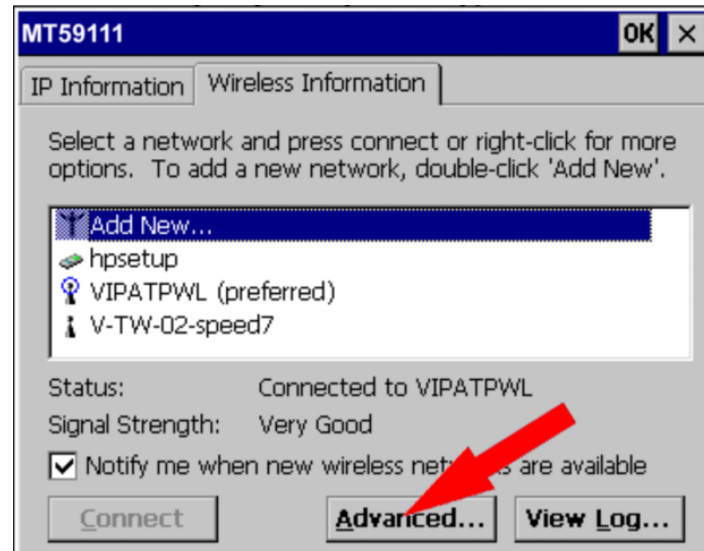 MT59111 OK ×
IP Information Wireless Information
Select a network and press connect or right-click for more
options. To add a new network, double-click 'Add New'.
Add New...
hpsetup
VIPATPWL (preferred)
V-TW-02-speed7
Status: Connected to VIPATPWL
Signal Strength: Very Good
Notify me when new wireless networks are available
Connect Advanced... View Log...